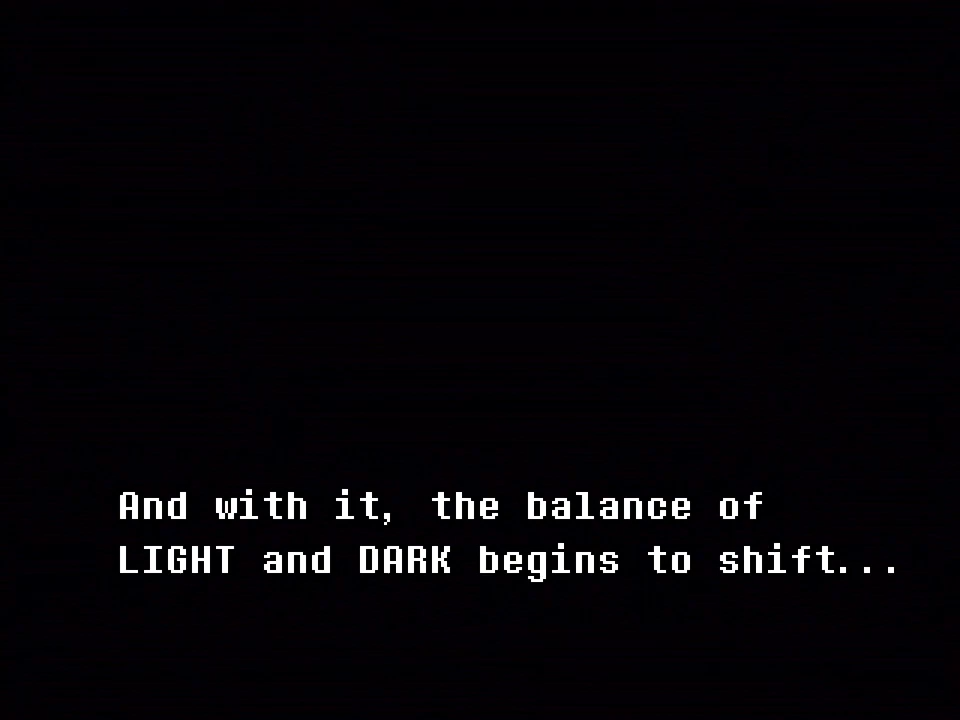 And with it, the balance of
LIGHT and DARK begins to shift...